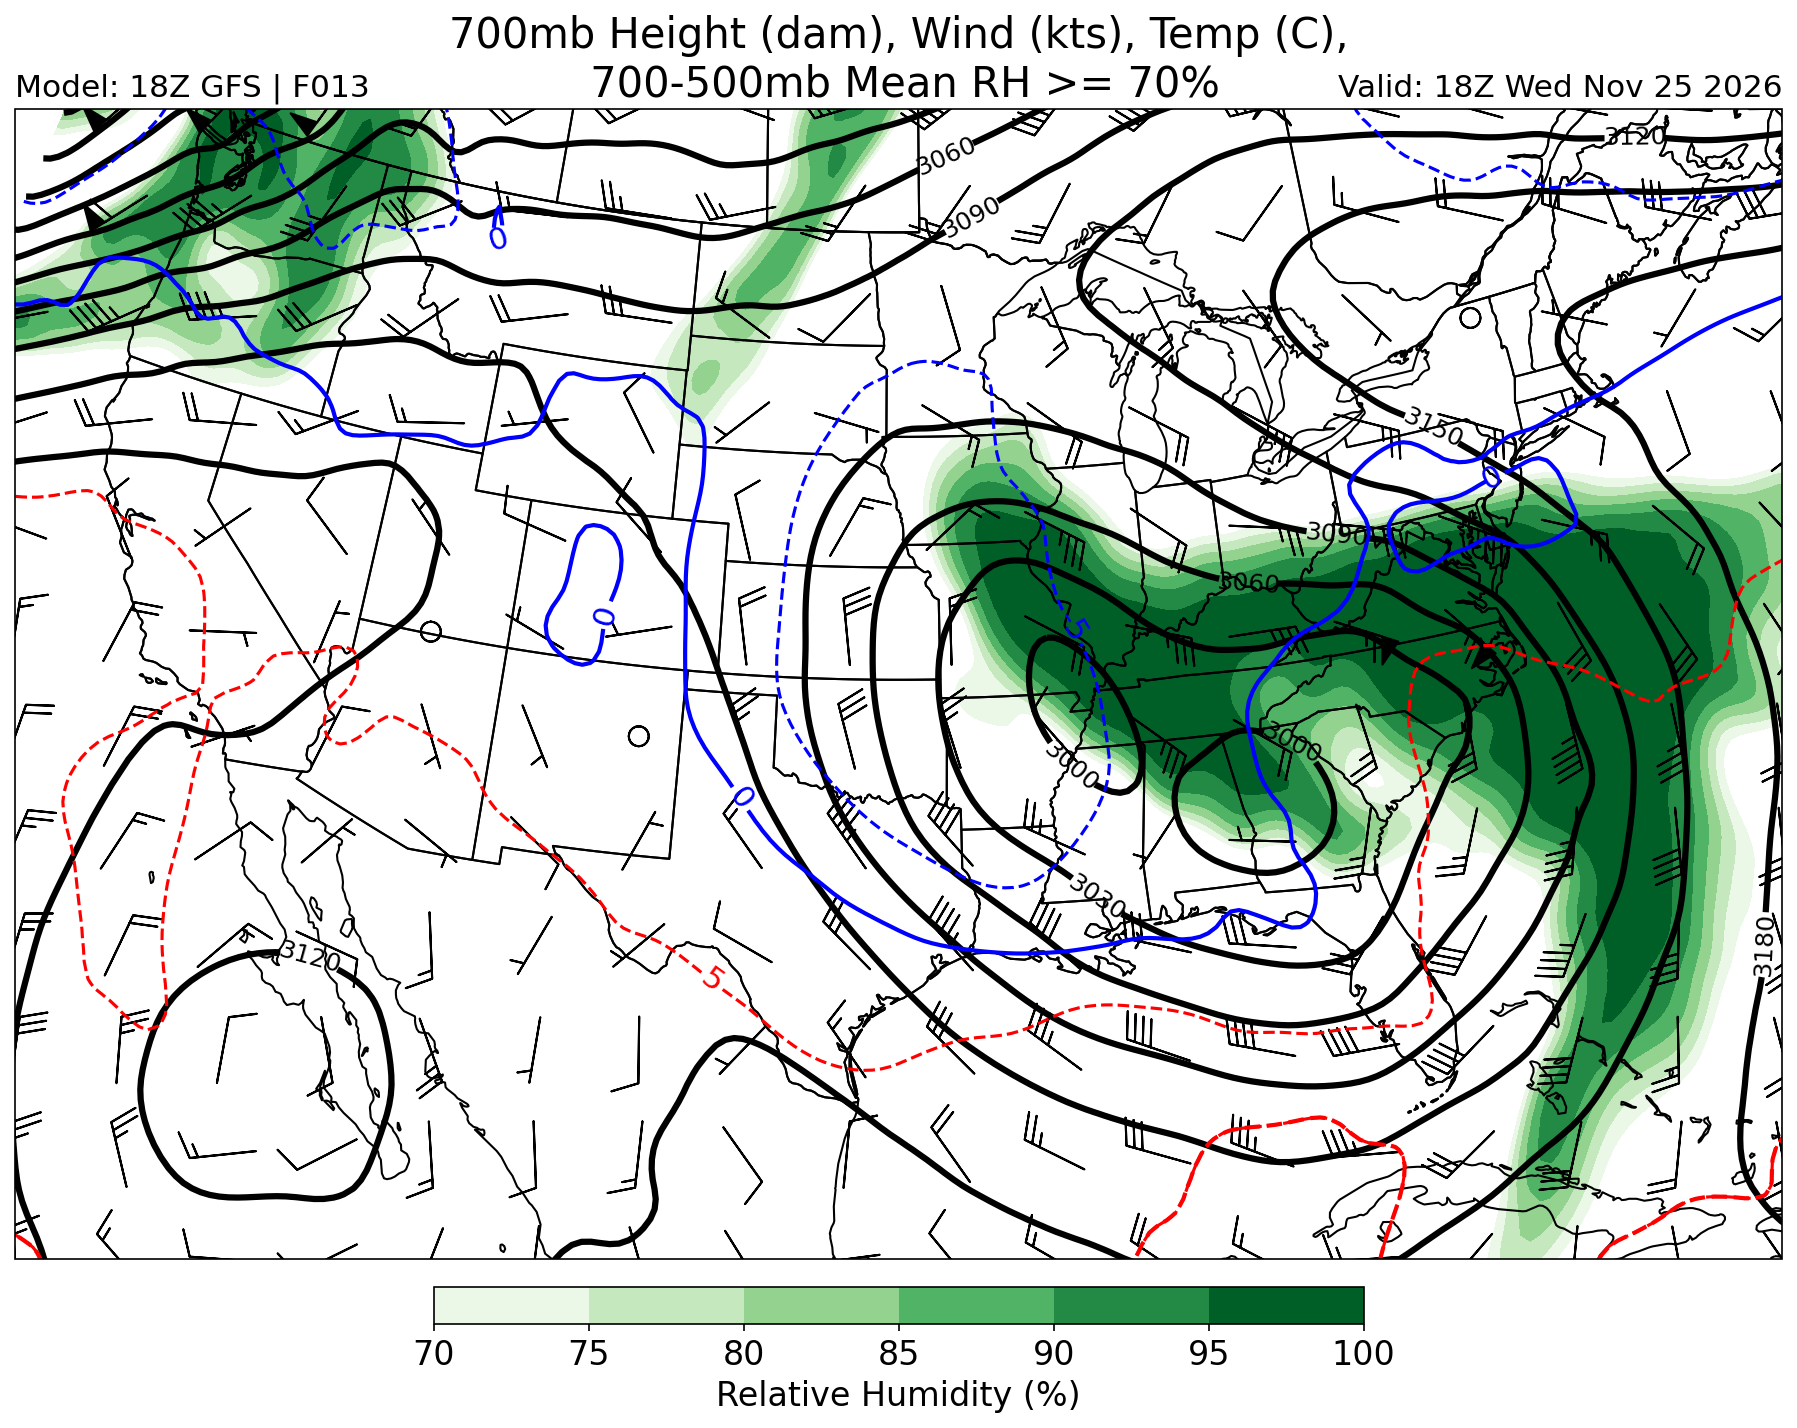 700mb Height (dam), Wind (kts), Temp (C),
700-500mb Mean RH >= 70%
Model: 18Z GFS | F013
Valid: 18Z Wed Nov 25 2026
3120
3060
3090
0
3150
0
3090
3060
0
5
3000
3000
0
3030
3120
5
3180
70 75 80 85 90 95 100
Relative Humidity (%)